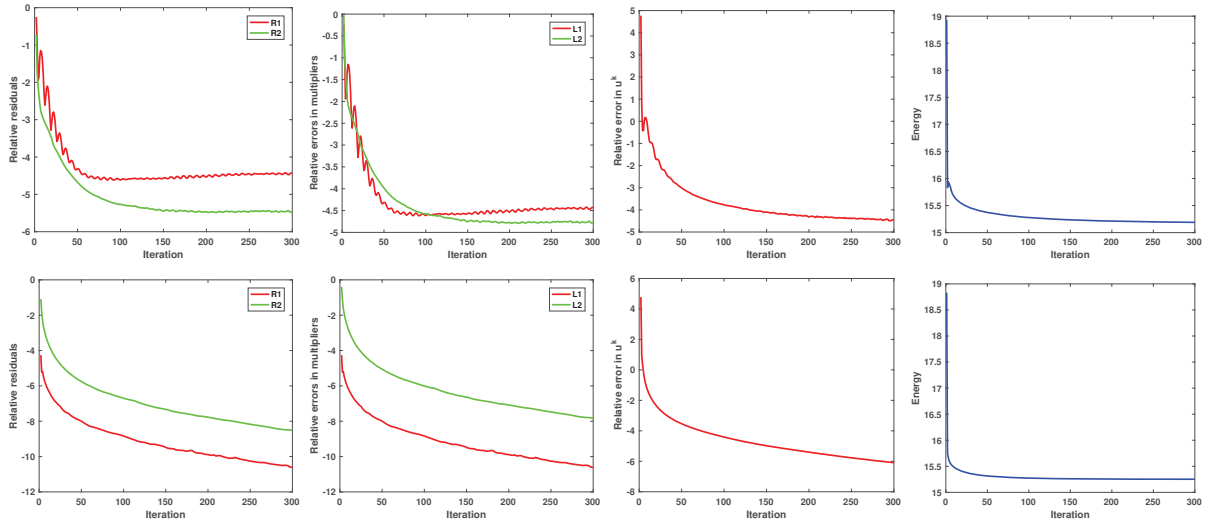 Relative residuals
0
-1
-2
-3
-4
-5
-6
R1
R2
0 50 100 150 200 250 300
Iteration
Relative errors in multipliers
0
-0.5
-1
-1.5
-2
-2.5
-3
-3.5
-4
-4.5
-5
L1
L2
0 50 100 150 200 250 300
Iteration
Relative error in u^k
5
4
3
2
1
0
-1
-2
-3
-4
-5
0 50 100 150 200 250 300
Iteration
Energy
19
18.5
18
17.5
17
16.5
16
15.5
15
0 50 100 150 200 250 300
Iteration
Relative residuals
0
-2
-4
-6
-8
-10
-12
R1
R2
0 50 100 150 200 250 300
Iteration
Relative errors in multipliers
0
-2
-4
-6
-8
-10
-12
L1
L2
0 50 100 150 200 250 300
Iteration
Relative error in u^k
6
4
2
0
-2
-4
-6
-8
0 50 100 150 200 250 300
Iteration
Energy
19
18.5
18
17.5
17
16.5
16
15.5
15
0 50 100 150 200 250 300
Iteration